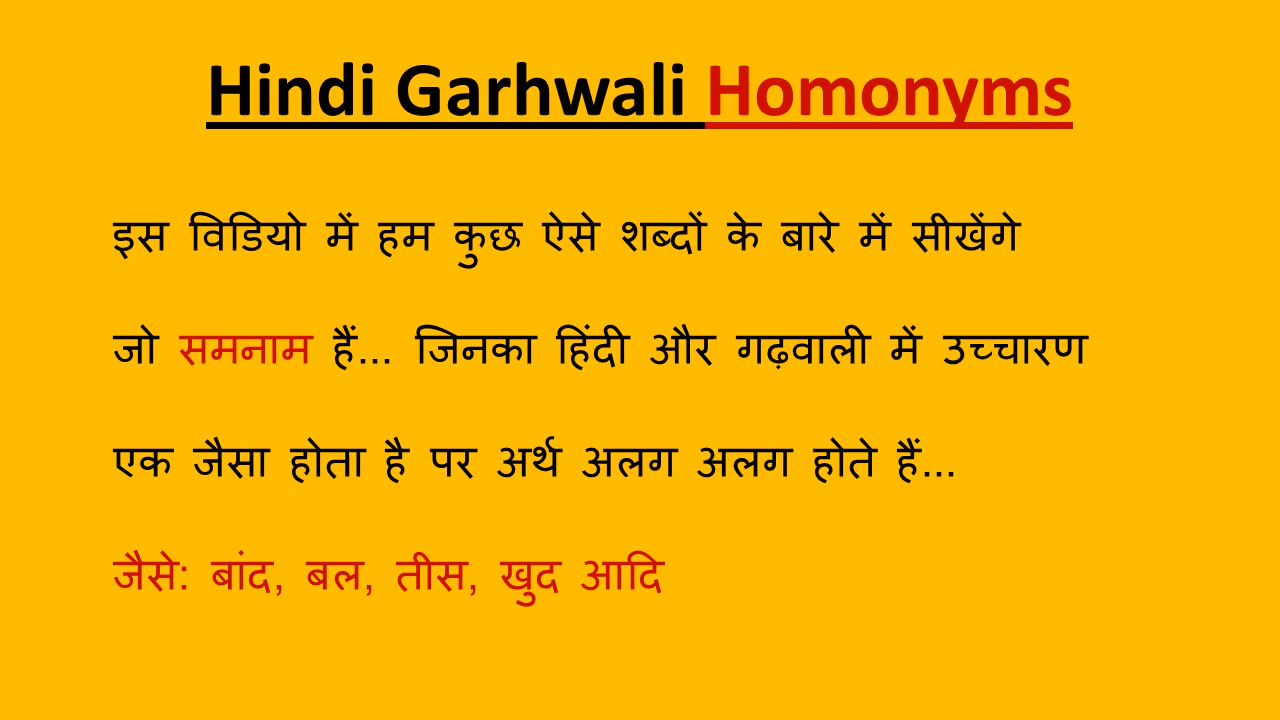 Hindi Garhwali Homonyms
इस विडियो में हम कुछ ऐसे शब्दों के बारे में सीखेंगे
जो समनाम हैं... जिनका हिंदी और गढ़वाली में उच्चारण
एक जैसा होता है पर अर्थ अलग अलग होते हैं...
जैसे: बांद, बल, तीस, खुद आदि